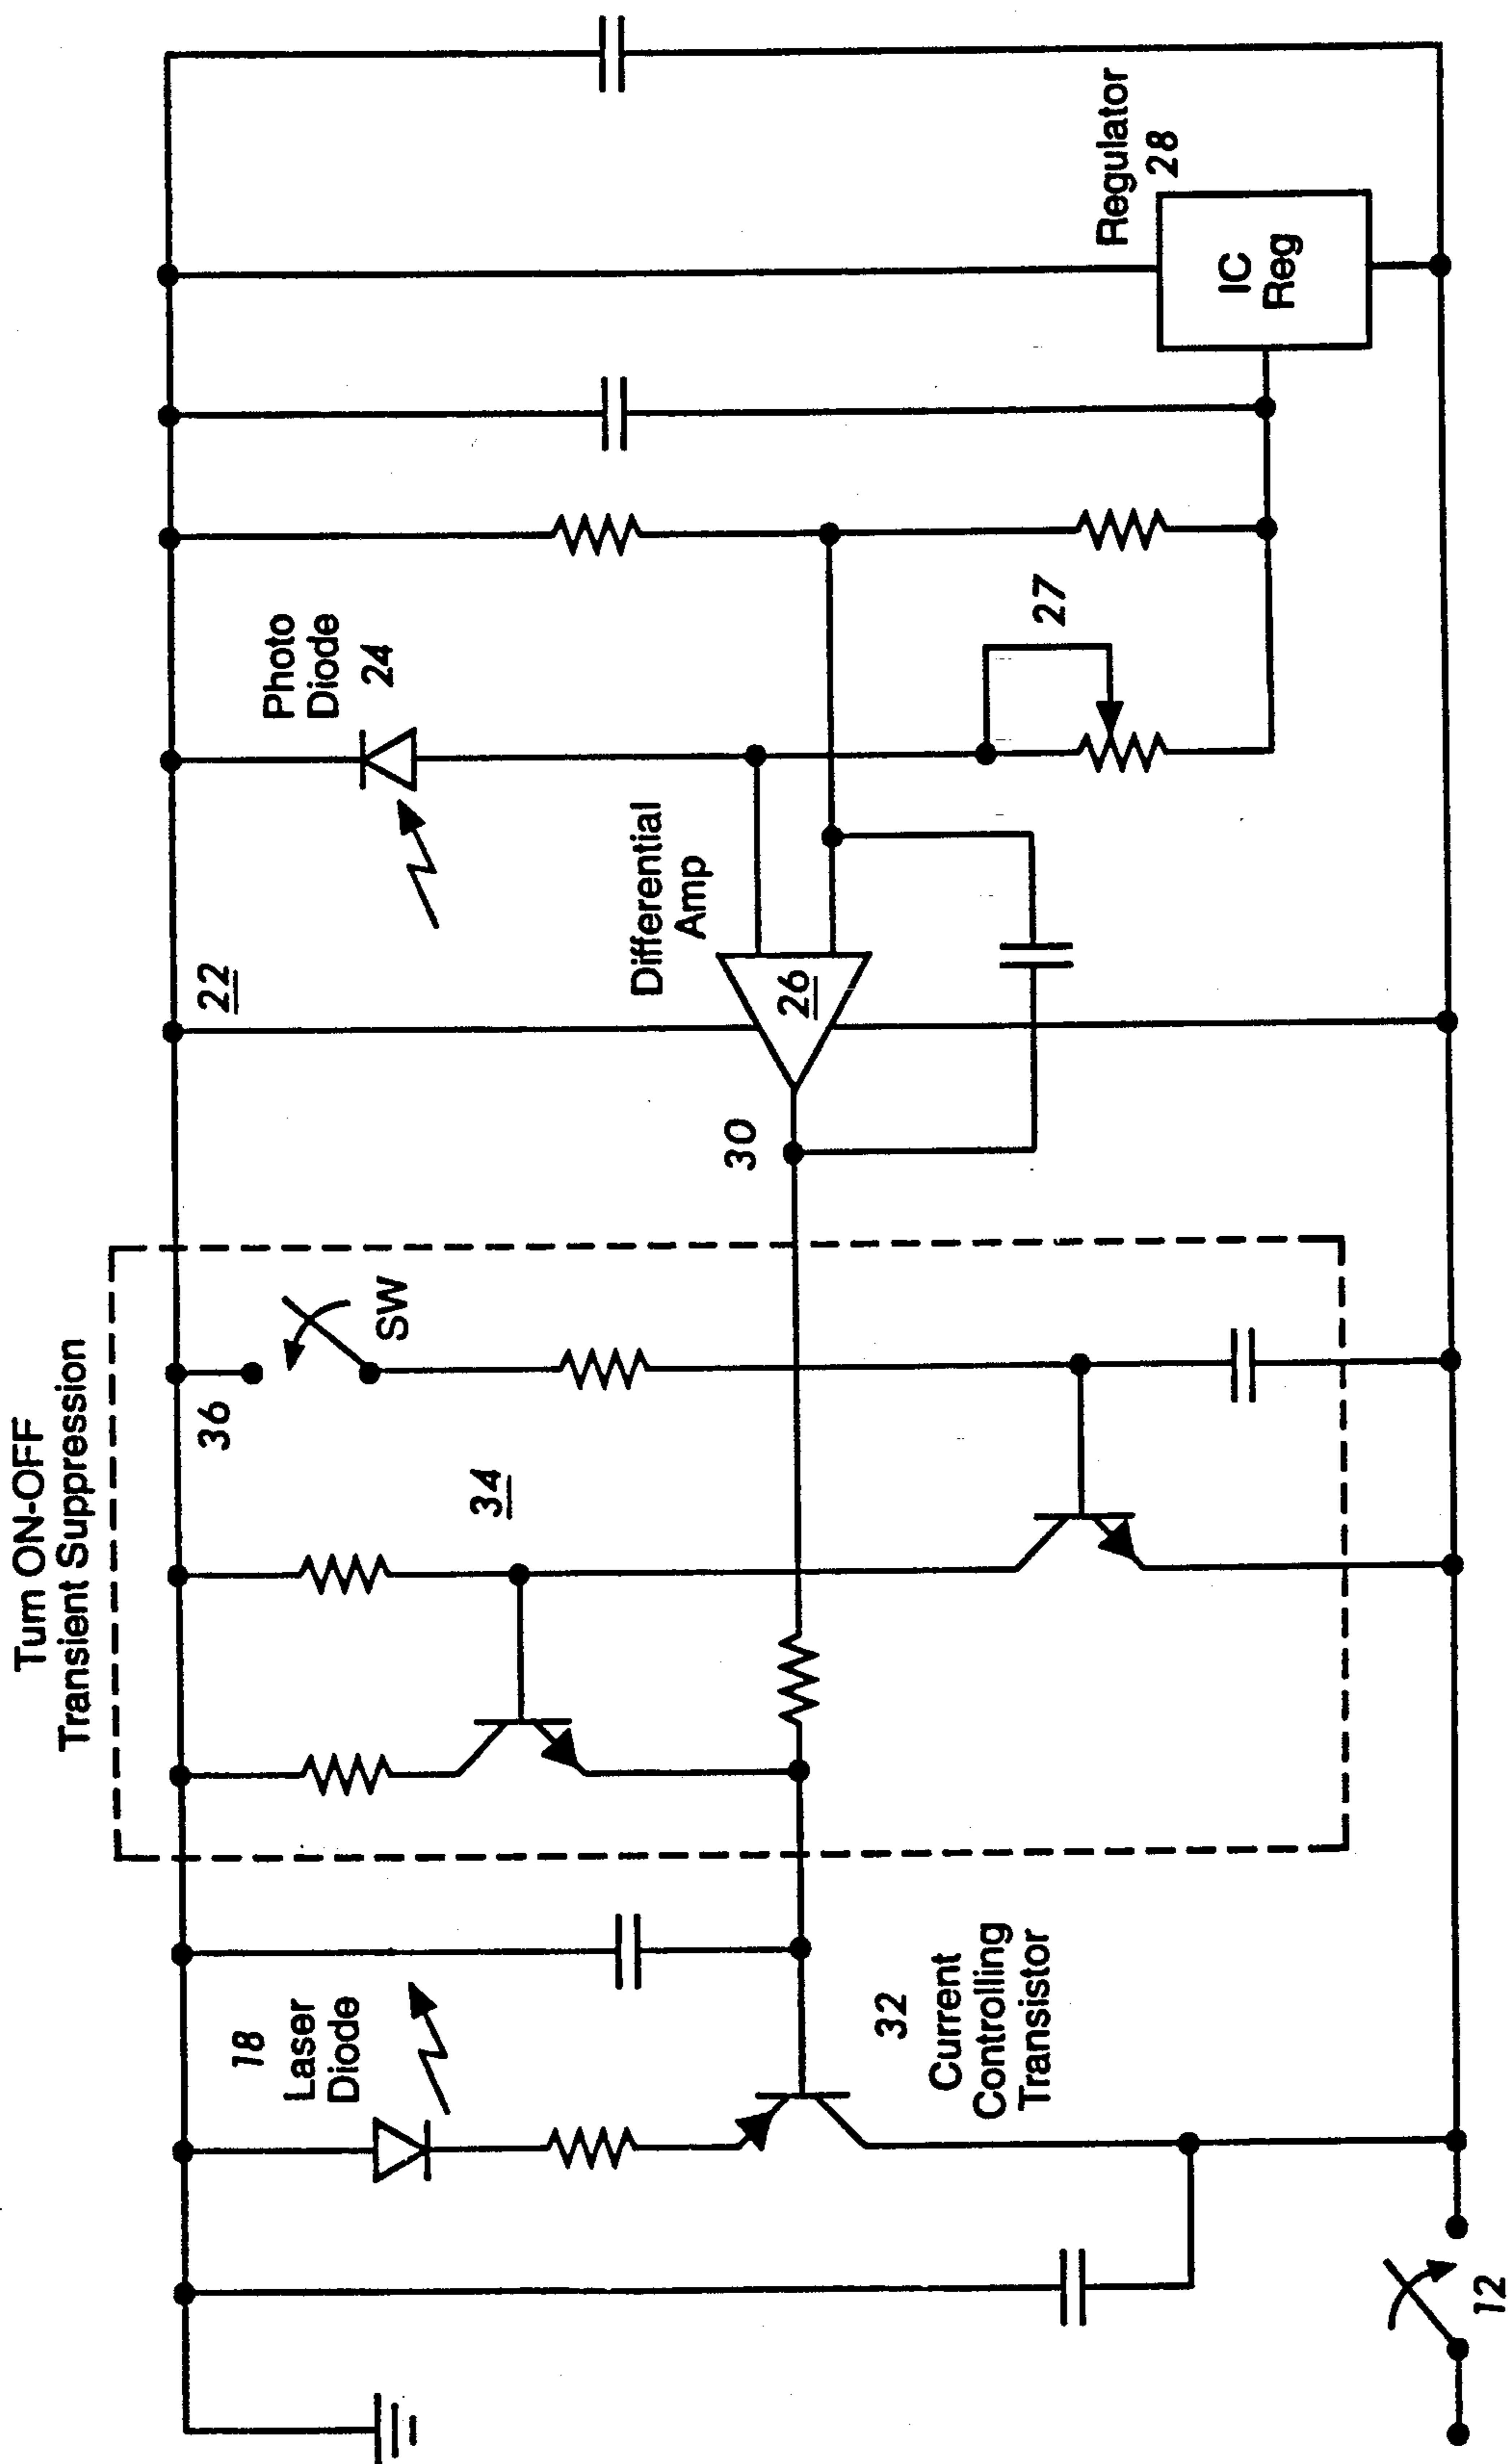 Turn ON-OFF
Transient Suppression
22
Photo
Diode
24
36
SW
18
Laser
Diode
34
Differential
Amp
26
27
30
Regulator
28
IC
Reg
32
Current
Controlling
Transistor
12